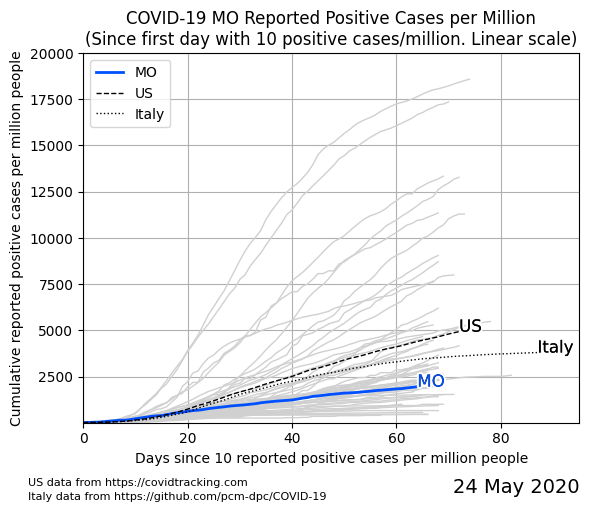 COVID-19 MO Reported Positive Cases per Million
(Since first day with 10 positive cases/million. Linear scale)
Cumulative reported positive cases per million people
20000
17500
15000
12500
10000
7500
5000
2500
MO
US
Italy
US
Italy
MO
0
20
40
60
80
Days since 10 reported positive cases per million people
US data from https://covidtracking.com
Italy data from https://github.com/pcm-dpc/COVID-19
24 May 2020